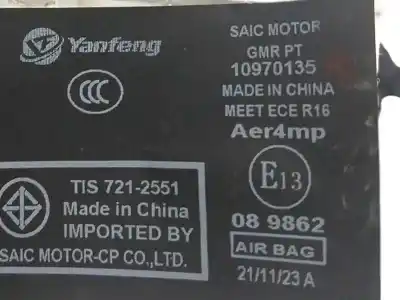 Yanfeng
CCC
TIS 721-2551
Made in China
IMPORTED BY
SAIC MOTOR-CP CO.,LTD.
SAIC MOTOR
GMR PT
10970135
MADE IN CHINA
MEET ECE R16
Aer4mp
E13
08 9862
AIR BAG
21/11/23 A